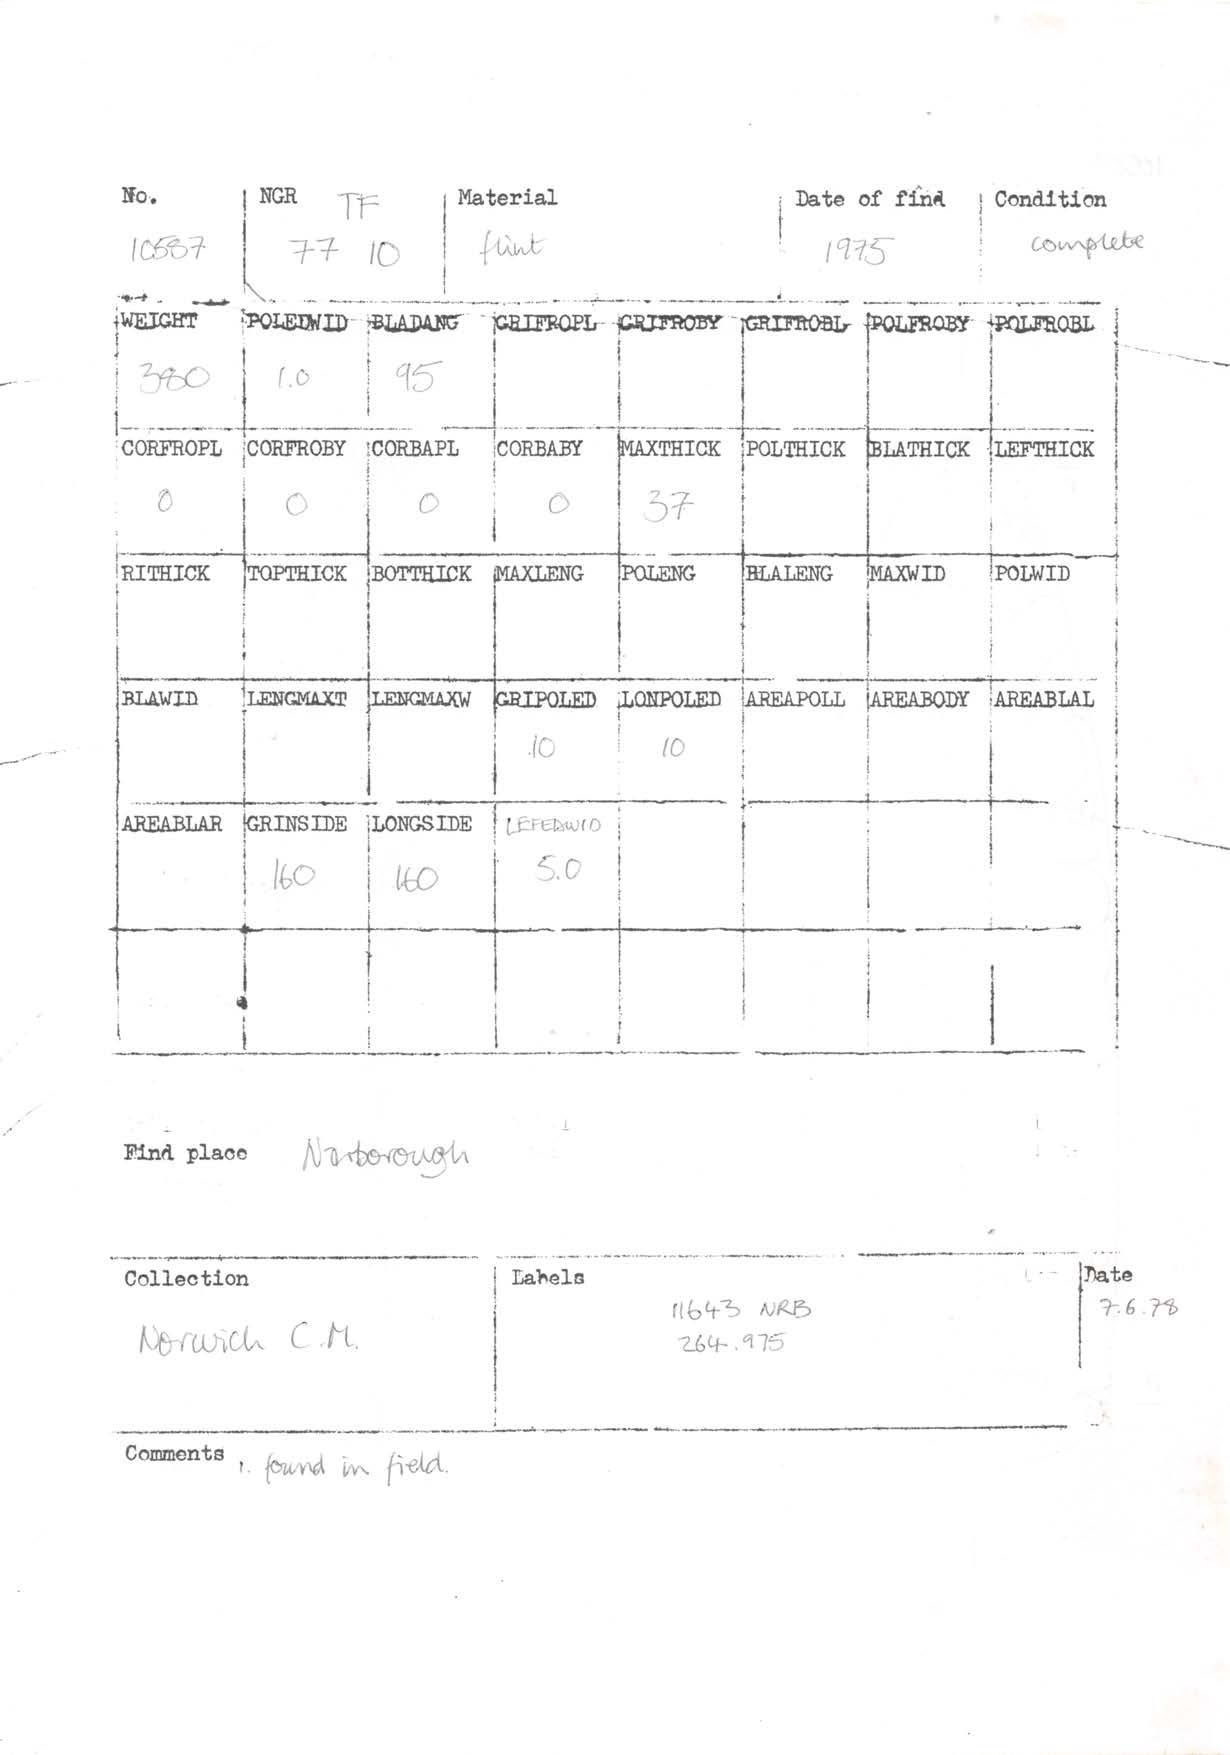 No. NGR TF Material Date of find Condition
10587 77 10 flint 1975 complete
WEIGHT POLEDWID BLADANG GRIFROPL GRIFROBY GRIFROBL POLFROBY POLFROBL
380 1.0 95
CORFROPL CORFROBY CORBAPL CORBABY MAXTHICK POLTHICK BLATHICK LEFTHICK
0 0 0 0 37
RITHICK TOPTHICK BOTTHICK MAXLENG POLENG BLALENG MAXWID POLWID
BLAWID LENGMAXT LENGMAXW GRIPOLED LONPOLED AREAPOLL AREABODY AREABLAL
10 10
AREABLAR GRINSIDE LONGSIDE LEFEDWID
160 160 5.0
Find place Narborough
Collection Labels Date
11643 NRB 7.6.78
Norwich C.M. 264.975
Comments 1. found in field.